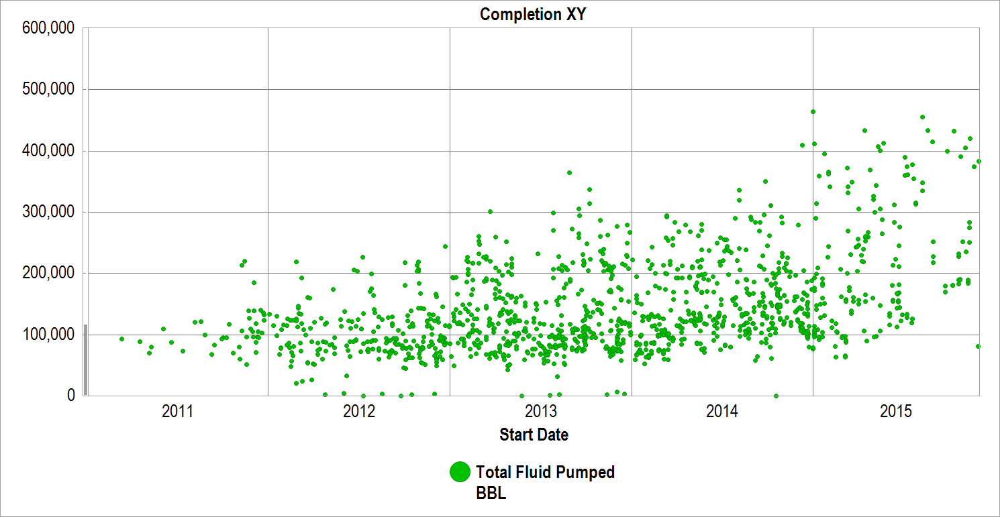 Completion XY
600,000
500,000
400,000
300,000
200,000
100,000
0
2011 2012 2013 2014 2015
Start Date
Total Fluid Pumped
BBL